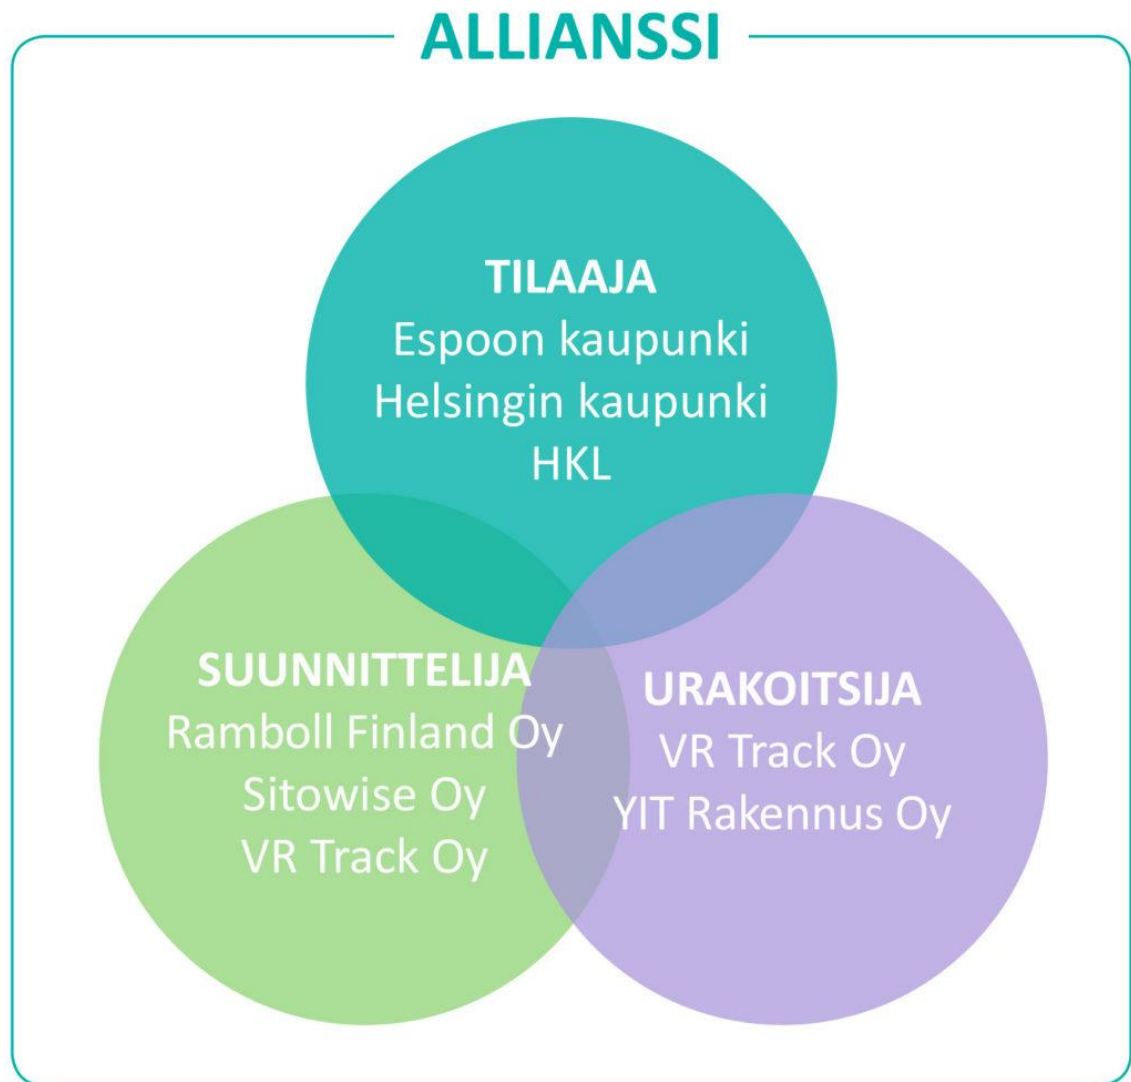 ALLIANSSI
TILAAJA
Espoon kaupunki
Helsingin kaupunki
HKL
SUUNNITTELIJA
Ramboll Finland Oy
Sitowise Oy
VR Track Oy
URAKOITSIJA
VR Track Oy
YIT Rakennus Oy